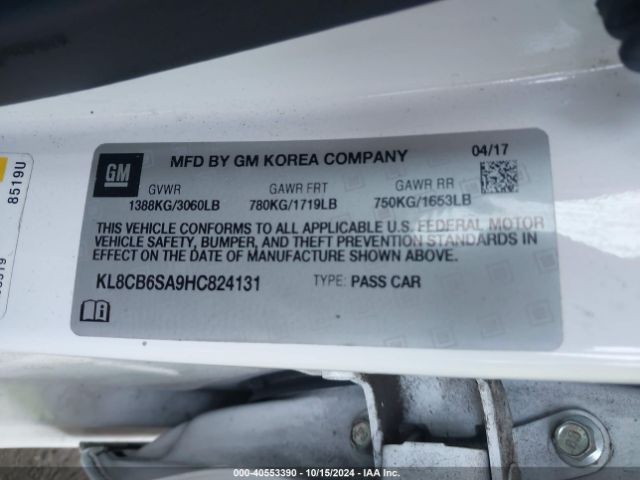 GM
MFD BY GM KOREA COMPANY
04/17
GVWR
GAWR FRT
GAWR RR
1388KG/3060LB
780KG/1719LB
750KG/1653LB
THIS VEHICLE CONFORMS TO ALL APPLICABLE U.S. FEDERAL MOTOR
VEHICLE SAFETY, BUMPER, AND THEFT PREVENTION STANDARDS IN
EFFECT ON THE DATE OF MANUFACTURE SHOWN ABOVE.
KL8CB6SA9HC824131
TYPE: PASS CAR
8519U
000-40553390 - 10/15/2024 - IAA Inc.